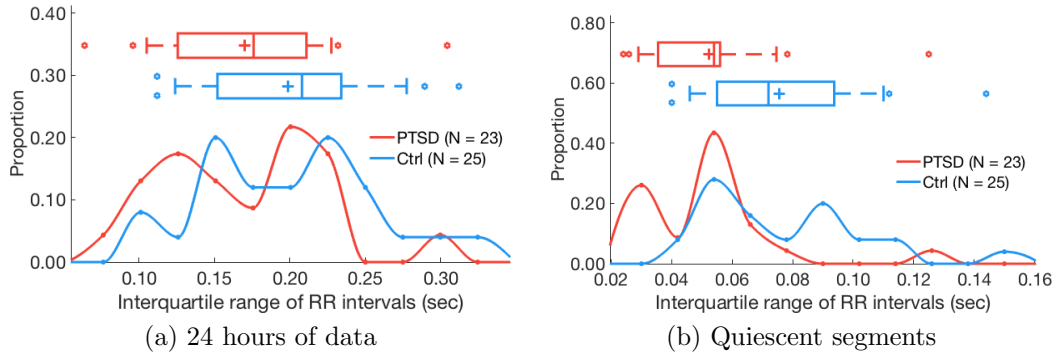 0.40
0.30
0.20
0.10
0.00
Proportion
PTSD (N = 23)
Ctrl (N = 25)
0.10 0.15 0.20 0.25 0.30
Interquartile range of RR intervals (sec)
(a) 24 hours of data
1.00
0.80
0.60
0.40
0.20
0.00
Proportion
PTSD (N = 23)
Ctrl (N = 25)
0.02 0.04 0.06 0.08 0.10 0.12 0.14 0.16
Interquartile range of RR intervals (sec)
(b) Quiescent segments